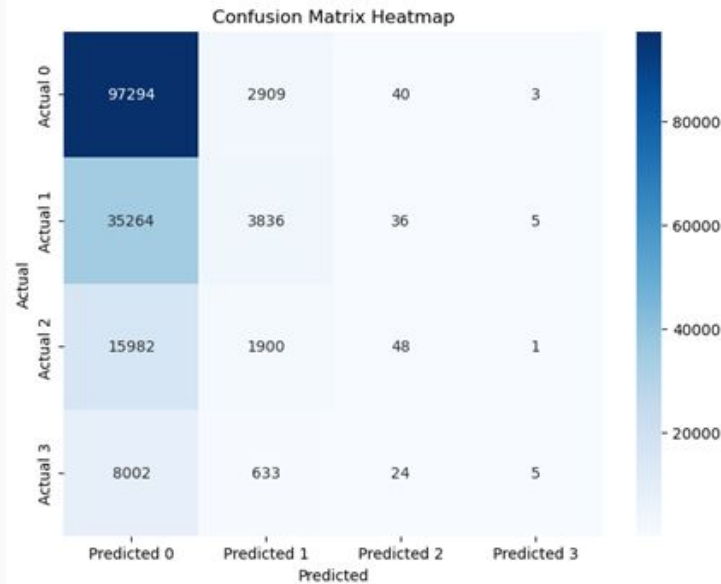 Confusion Matrix Heatmap
Actual 0
97294 2909 40 3
Actual 1
35264 3836 36 5
Actual 2
15982 1900 48 1
Actual 3
8002 633 24 5
Actual
Predicted 0 Predicted 1 Predicted 2 Predicted 3
Predicted
80000
60000
40000
20000